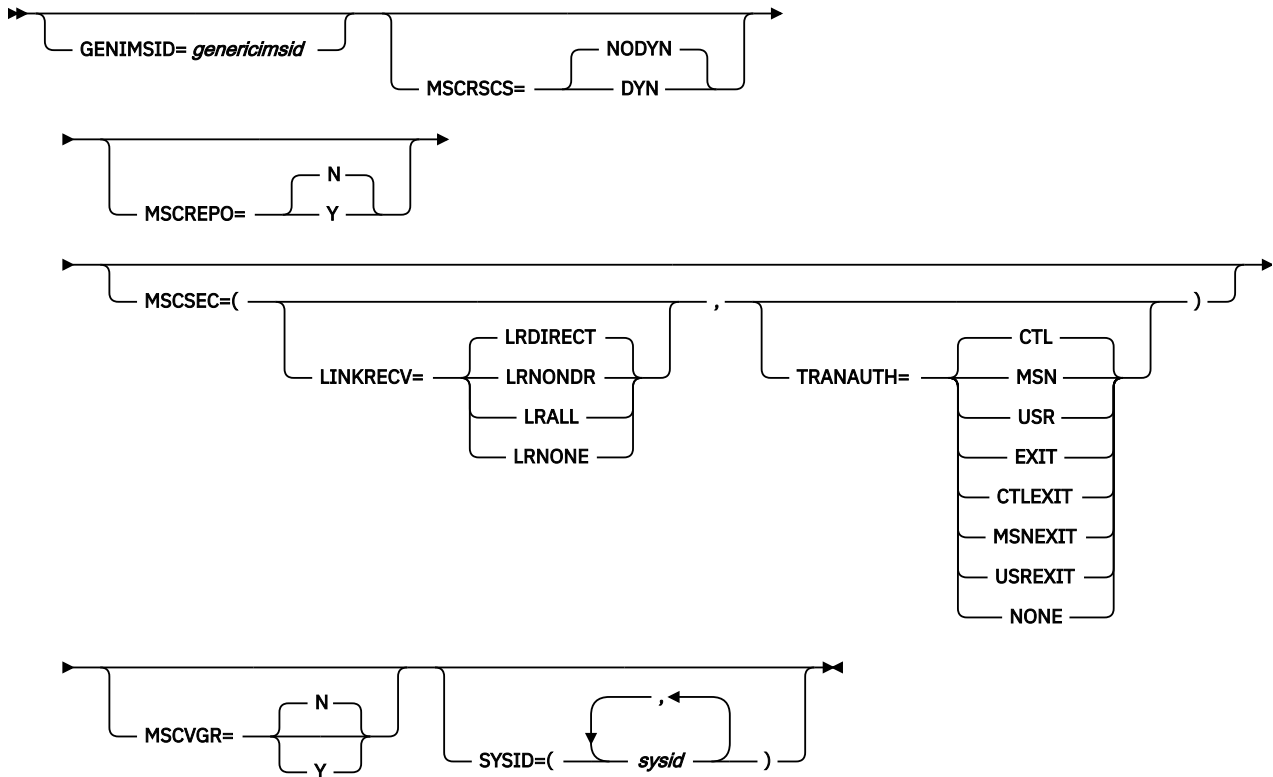 GENIMSID= genericimsid
NODYN
MSCRSCS= DYN
N
MSCREPO= Y
MSCSEC=( , )
LRDIRECT CTL
LINKRECV= LRNONDR TRANAUTH= MSN
LRALL USR
LRNONE EXIT
CTLEXIT
MSNEXIT
USREXIT
NONE
N ,
MSCVGR= SYSID=( sysid )
Y